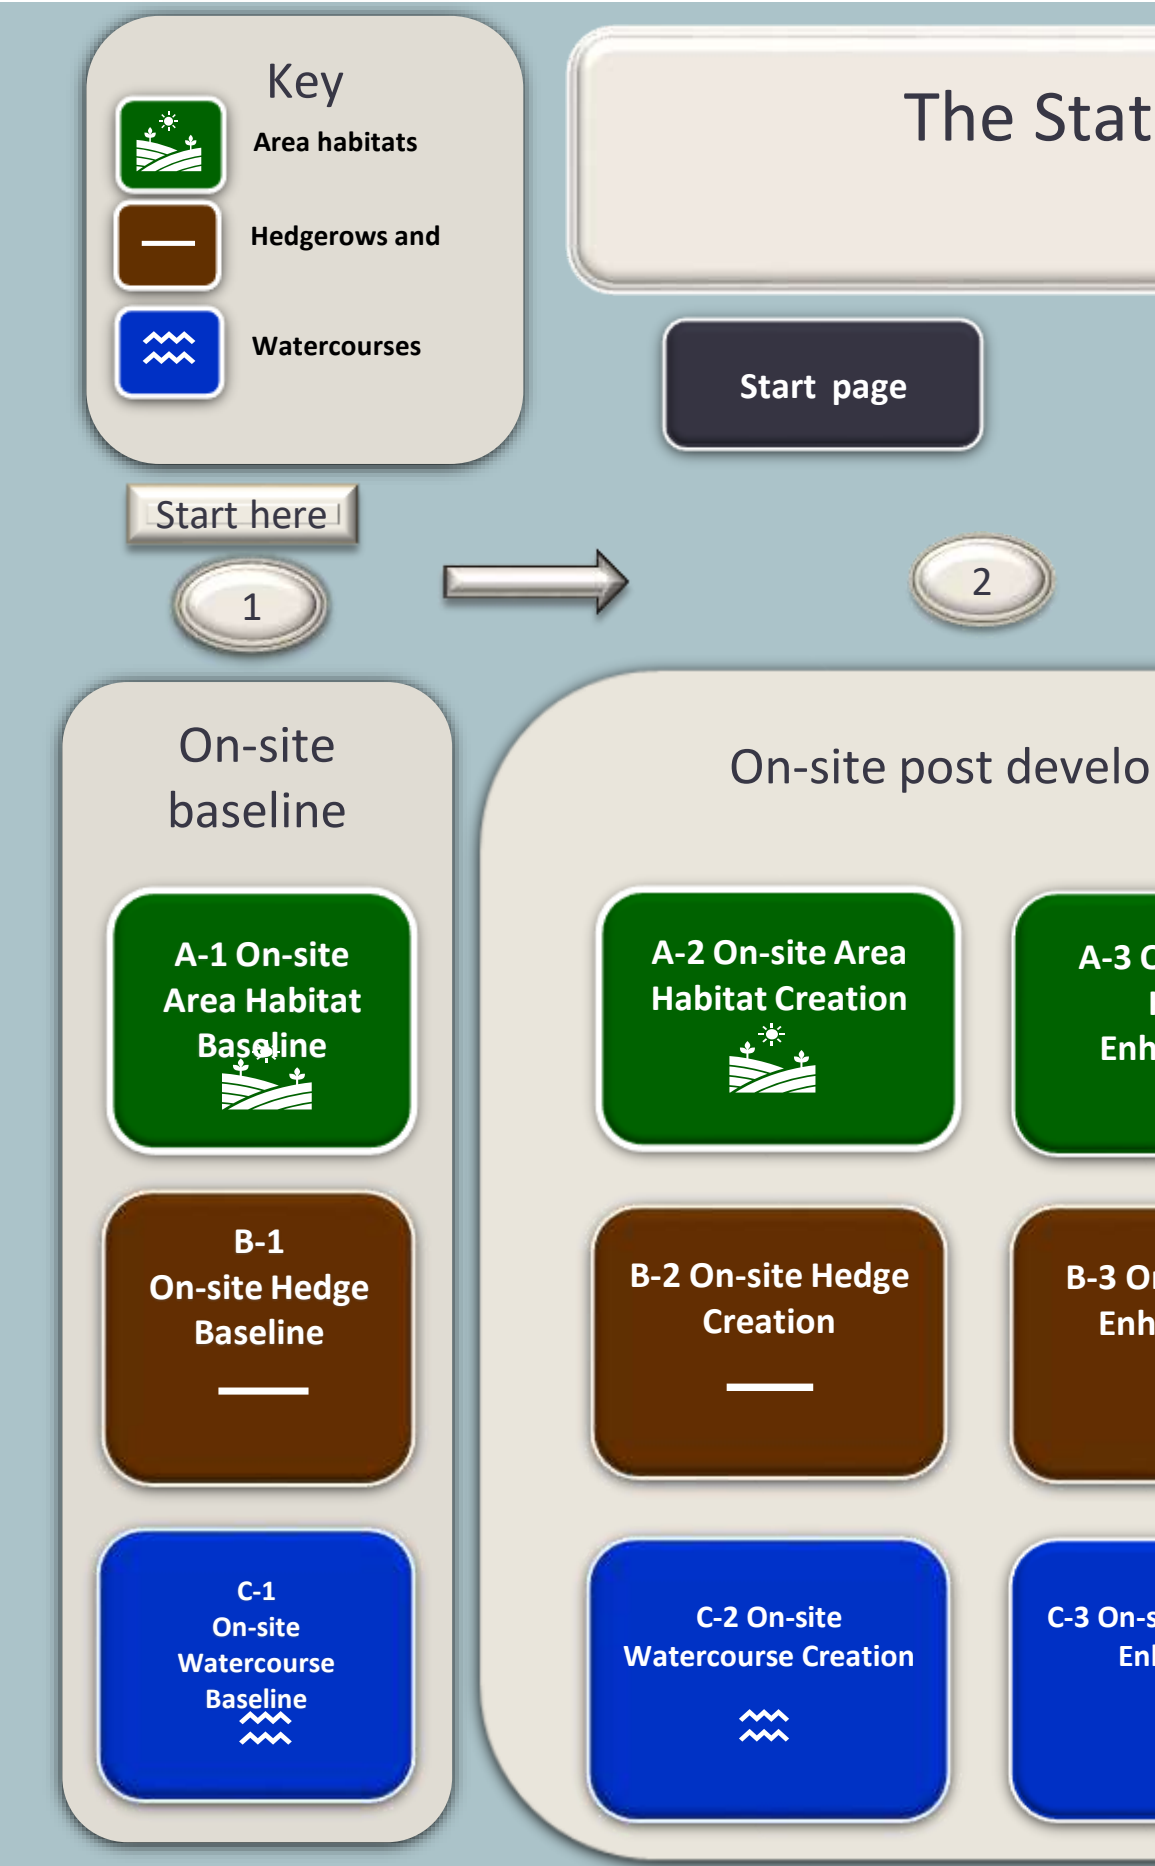 Key
Area habitats
Hedgerows and
Watercourses
The Stat
Start page
Start here
1
2
On-site
baseline
On-site post develo
A-1 On-site
Area Habitat
Baseline
A-2 On-site Area
Habitat Creation
A-3
Enh
B-1
On-site Hedge
Baseline
B-2 On-site Hedge
Creation
B-3 On
Enh
C-1
On-site
Watercourse
Baseline
C-2 On-site
Watercourse Creation
C-3 On-s
Enh